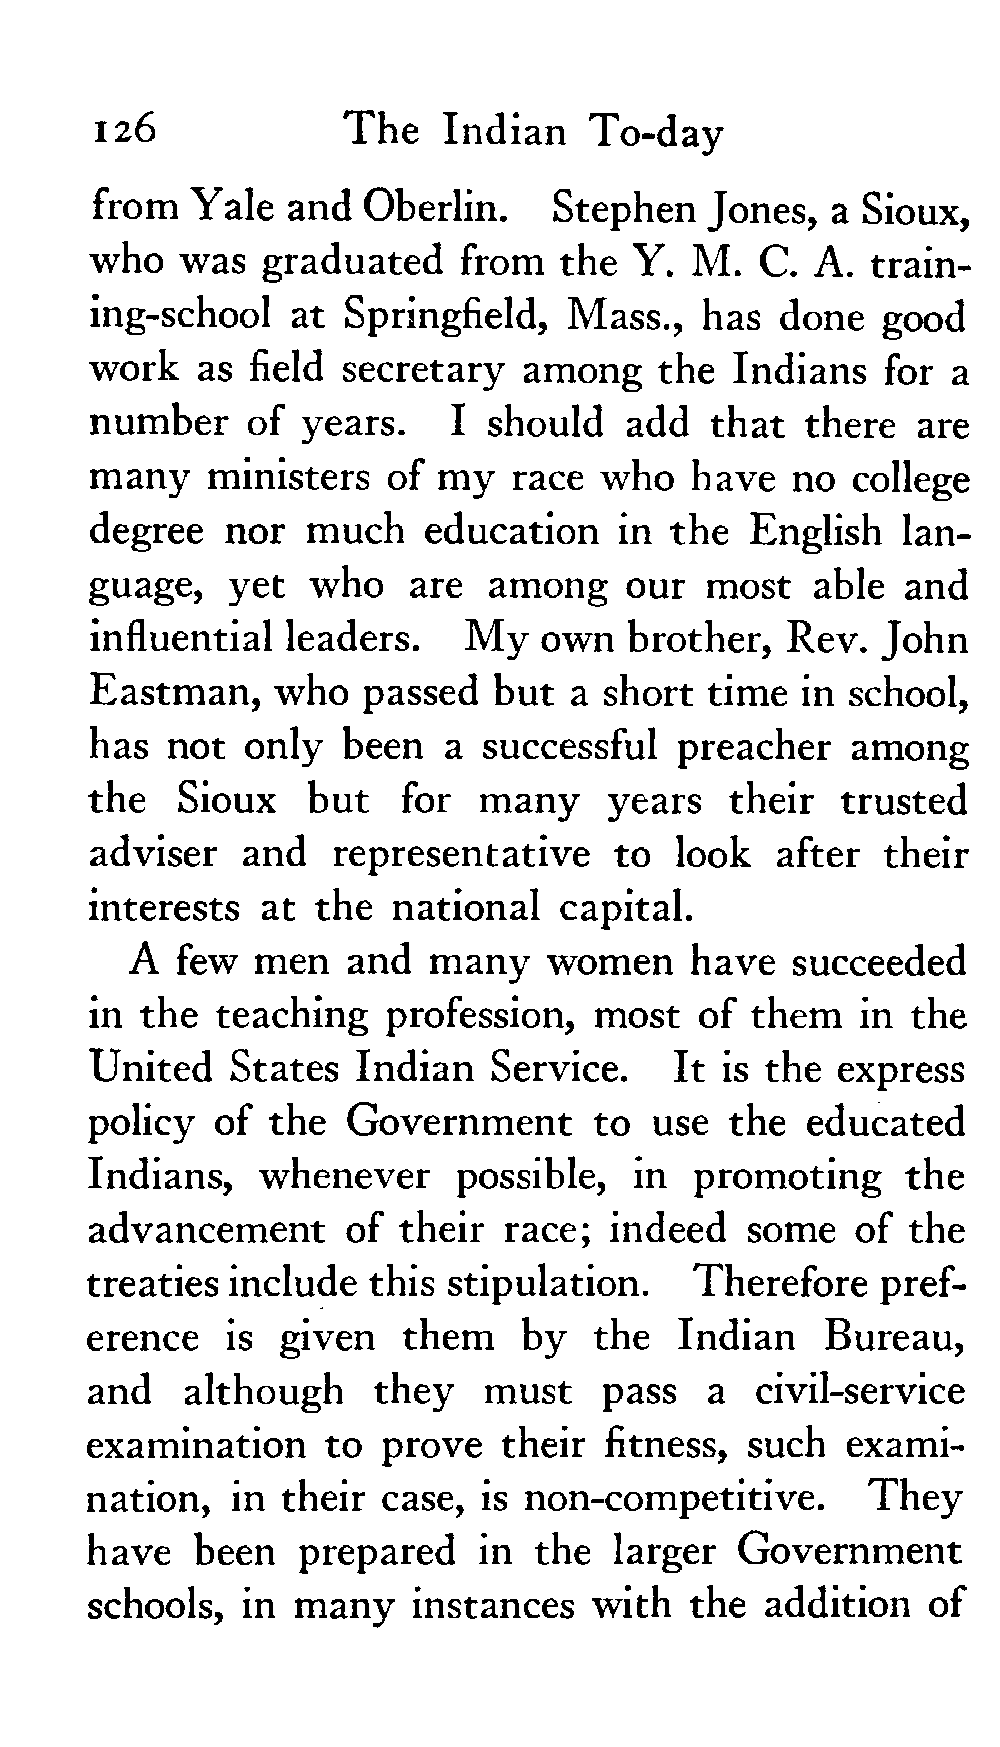 126 The Indian To-day
from Yale and Oberlin. Stephen Jones, a Sioux,
who was graduated from the Y. M. C. A. train-
ing-school at Springfield, Mass., has done good
work as field secretary among the Indians for a
number of years. I should add that there are
many ministers of my race who have no college
degree nor much education in the English lan-
guage, yet who are among our most able and
influential leaders. My own brother, Rev. John
Eastman, who passed but a short time in school,
has not only been a successful preacher among
the Sioux but for many years their trusted
adviser and representative to look after their
interests at the national capital.
A few men and many women have succeeded
in the teaching profession, most of them in the
United States Indian Service. It is the express
policy of the Government to use the educated
Indians, whenever possible, in promoting the
advancement of their race; indeed some of the
treaties include this stipulation. Therefore pref-
erence is given them by the Indian Bureau,
and although they must pass a civil-service
examination to prove their fitness, such exami-
nation, in their case, is non-competitive. They
have been prepared in the larger Government
schools, in many instances with the addition of